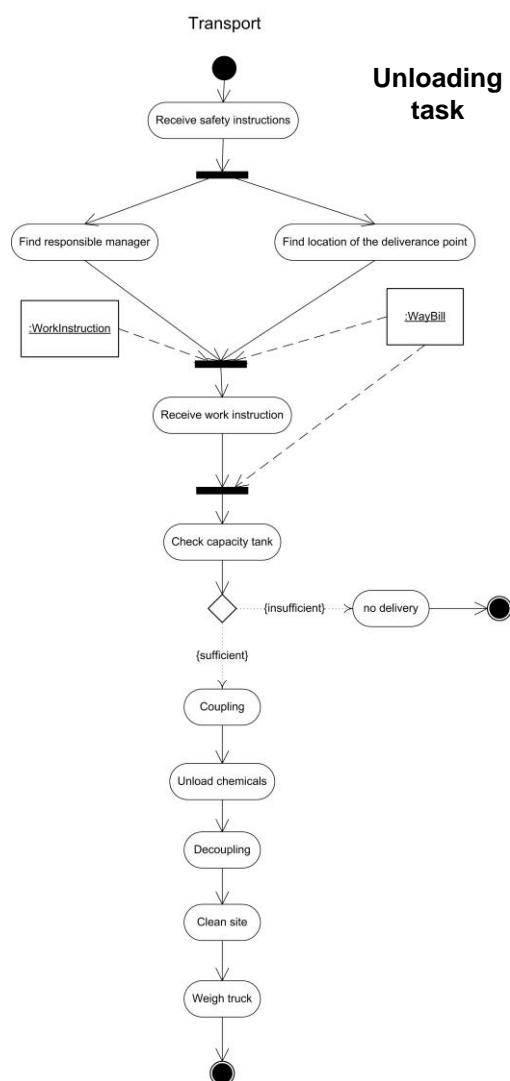 Transport
Unloading
task
Receive safety instructions
Find responsible manager
Find location of the deliverance point
:WorkInstruction
:WayBill
Receive work instruction
Check capacity tank
{insufficient}
no delivery
{sufficient}
Coupling
Unload chemicals
Decoupling
Clean site
Weigh truck